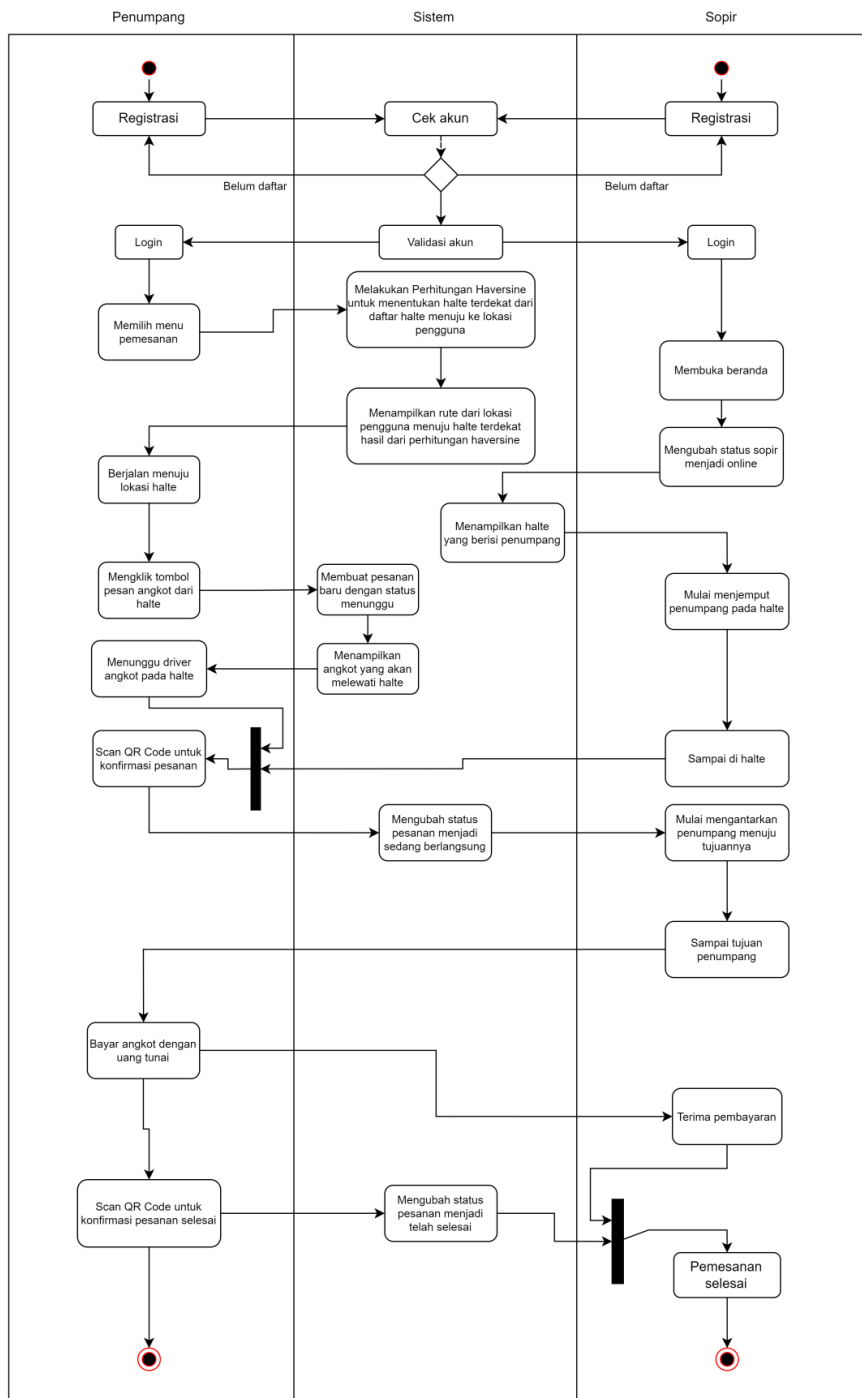 Penumpang
Sistem
Sopir
Registrasi
Cek akun
Registrasi
Belum daftar
Belum daftar
Login
Validasi akun
Login
Melakukan Perhitungan Haversine
untuk menentukan halte terdekat dari
daftar halte menuju ke lokasi
pengguna
Memilih menu
pemesanan
Membuka beranda
Menampilkan rute dari lokasi
pengguna menuju halte terdekat
hasil dari perhitungan haversine
Mengubah status sopir
menjadi online
Berjalan menuju
lokasi halte
Menampilkan halte
yang berisi penumpang
Mengklik tombol
pesan angkot dari
halte
Membuat pesanan
baru dengan status
menunggu
Mulai menjemput
penumpang pada halte
Menunggu driver
angkot pada halte
Menampilkan
angkot yang akan
melewati halte
Scan QR Code untuk
konfirmasi pesanan
Sampai di halte
Mengubah status
pesanan menjadi
sedang berlangsung
Mulai mengantarkan
penumpang menuju
tujuannya
Sampai tujuan
penumpang
Bayar angkot dengan
uang tunai
Terima pembayaran
Scan QR Code untuk
konfirmasi pesanan selesai
Mengubah status
pesanan menjadi
telah selesai
Pemesanan
selesai